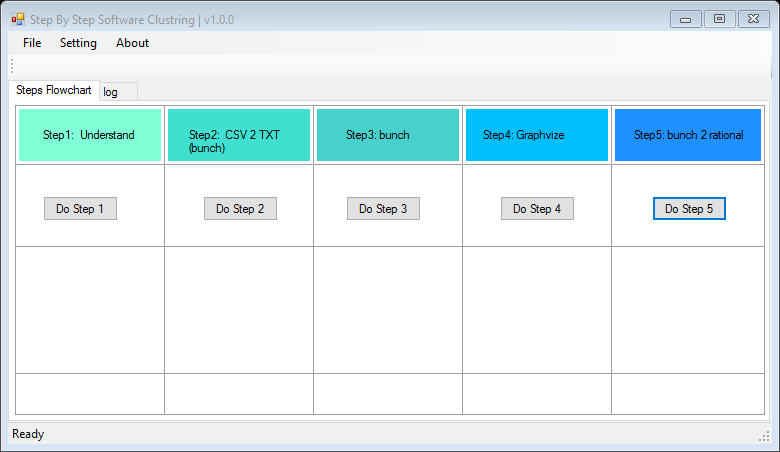 Step By Step Software Clustring | v1.0.0
File Setting About
Steps Flowchart log
Step1: Understand
Step2: CSV 2 TXT
(bunch)
Step3: bunch
Step4: Graphvize
Step5: bunch 2 rational
Do Step 1
Do Step 2
Do Step 3
Do Step 4
Do Step 5
Ready